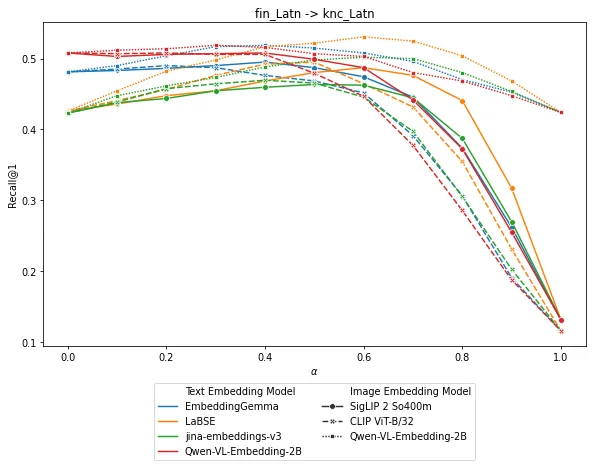 fin_Latn -> knc_Latn
Recall@1
0.5
0.4
0.3
0.2
0.1
0.0 0.2 0.4 0.6 0.8 1.0
α
Text Embedding Model Image Embedding Model
EmbeddingGemma SigLIP 2 So400m
LaBSE CLIP ViT-B/32
jina-embeddings-v3 Qwen-VL-Embedding-2B
Qwen-VL-Embedding-2B